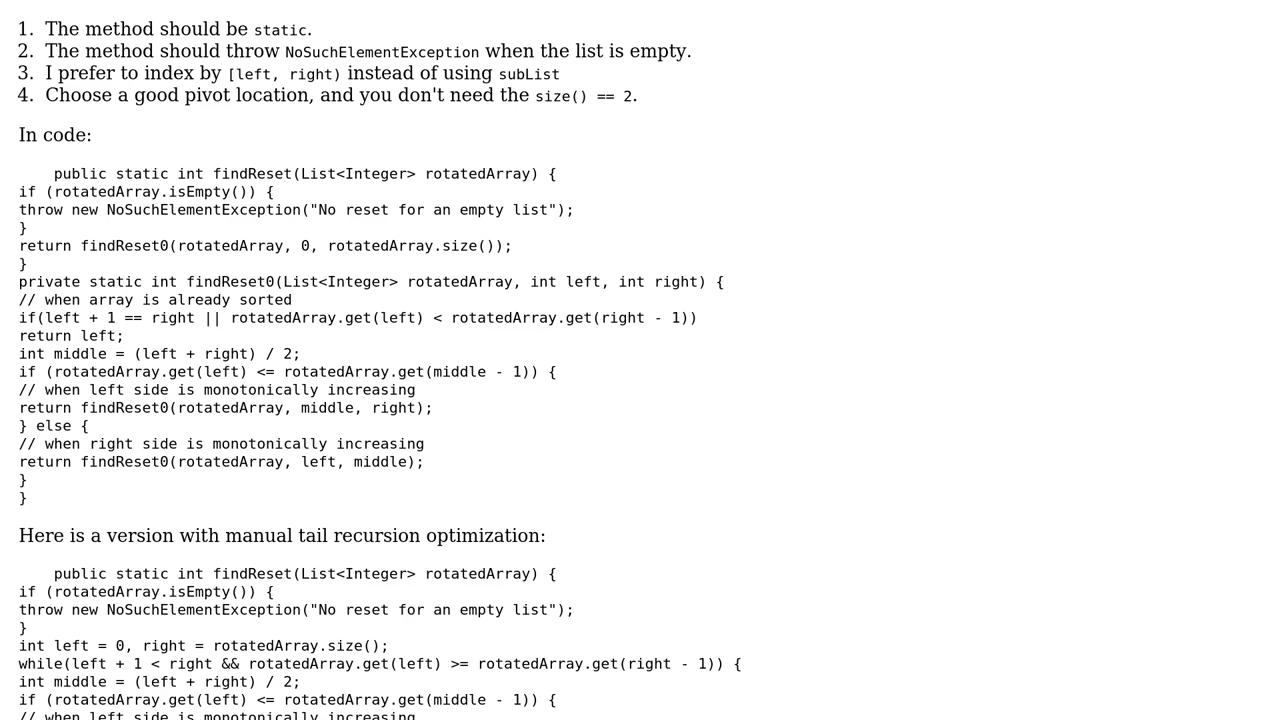 1. The method should be static.
2. The method should throw NoSuchElementException when the list is empty.
3. I prefer to index by [left, right) instead of using subList
4. Choose a good pivot location, and you don't need the size() == 2.
In code:
public static int findReset(List<Integer> rotatedArray) {
if (rotatedArray.isEmpty()) {
throw new NoSuchElementException("No reset for an empty list");
}
return findReset0(rotatedArray, 0, rotatedArray.size());
}
private static int findReset0(List<Integer> rotatedArray, int left, int right) {
// when array is already sorted
if(left + 1 == right || rotatedArray.get(left) < rotatedArray.get(right - 1))
return left;
int middle = (left + right) / 2;
if (rotatedArray.get(left) <= rotatedArray.get(middle - 1)) {
// when left side is monotonically increasing
return findReset0(rotatedArray, middle, right);
} else {
// when right side is monotonically increasing
return findReset0(rotatedArray, left, middle);
}
}
Here is a version with manual tail recursion optimization:
public static int findReset(List<Integer> rotatedArray) {
if (rotatedArray.isEmpty()) {
throw new NoSuchElementException("No reset for an empty list");
}
int left = 0, right = rotatedArray.size();
while(left + 1 < right && rotatedArray.get(left) >= rotatedArray.get(right - 1)) {
int middle = (left + right) / 2;
if (rotatedArray.get(left) <= rotatedArray.get(middle - 1)) {
// when left side is monotonically increasing